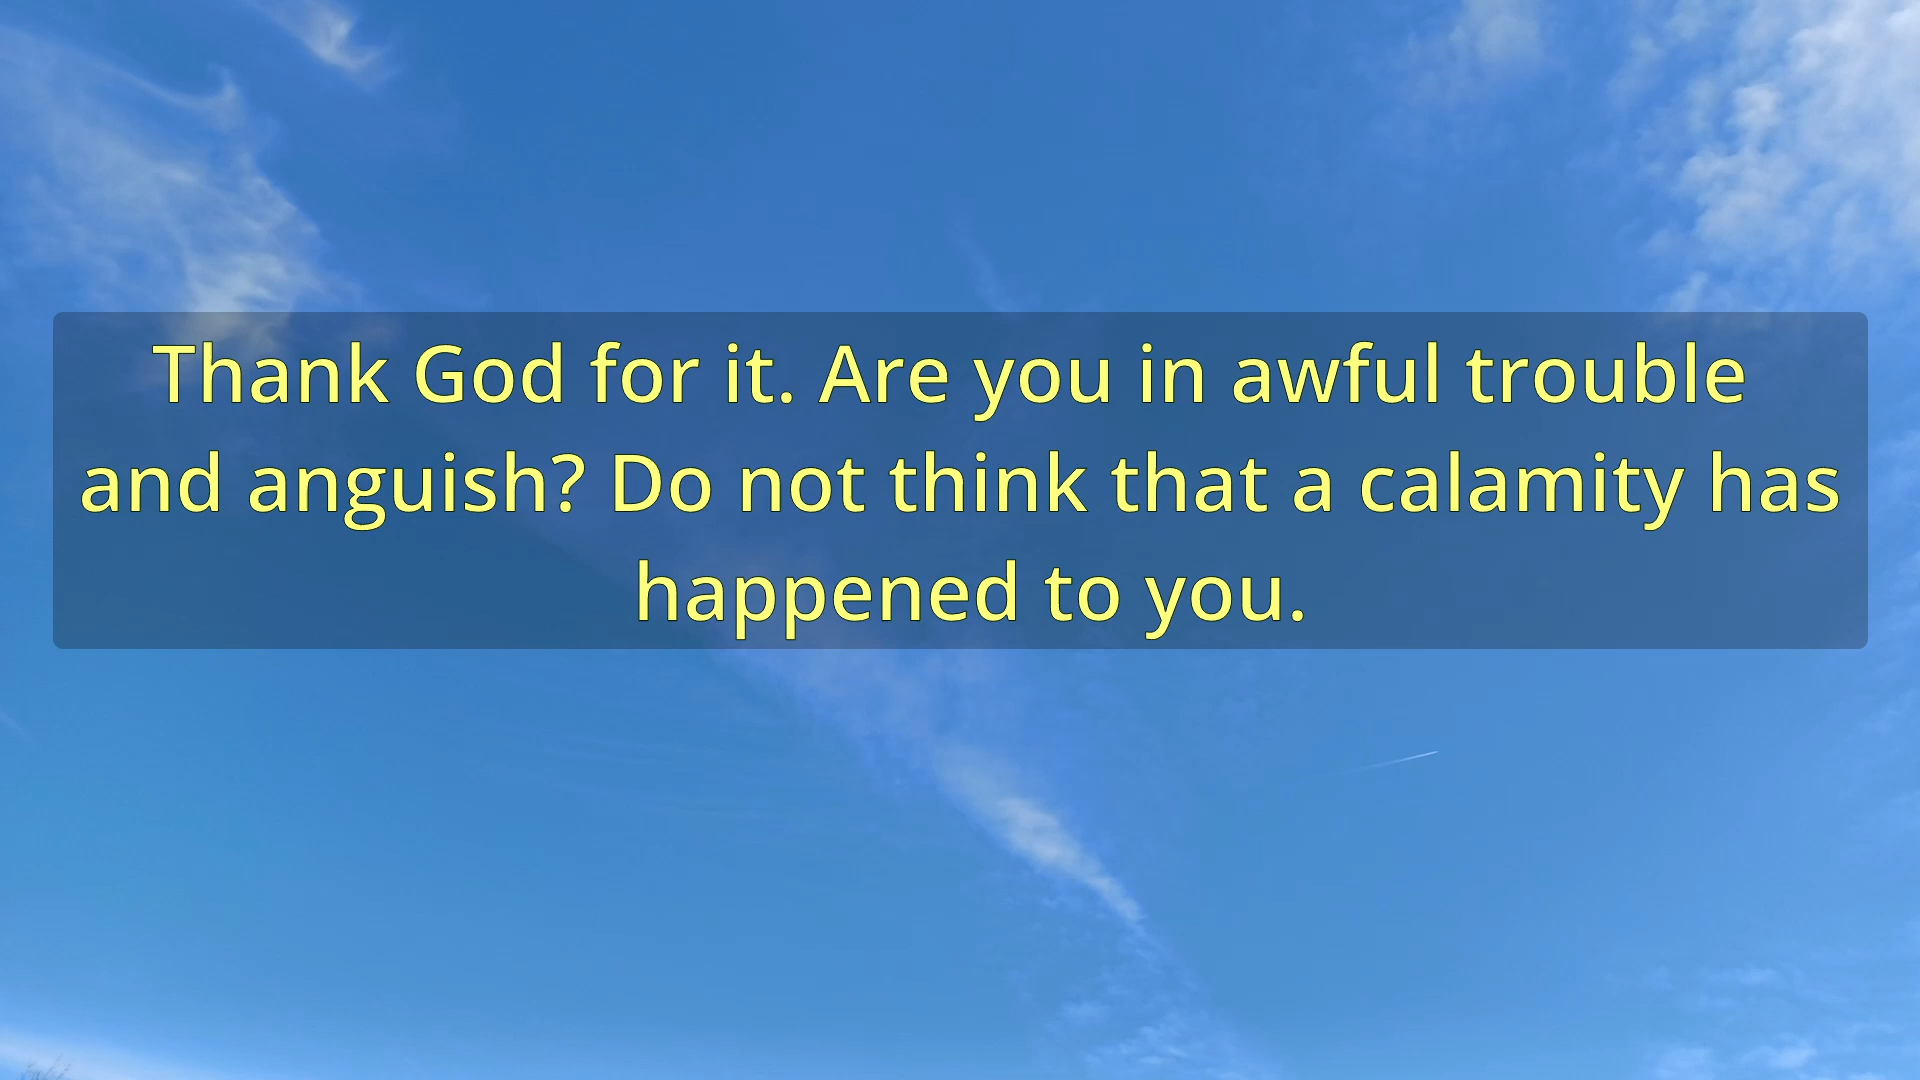 Thank God for it. Are you in awful trouble
and anguish? Do not think that a calamity has
happened to you.